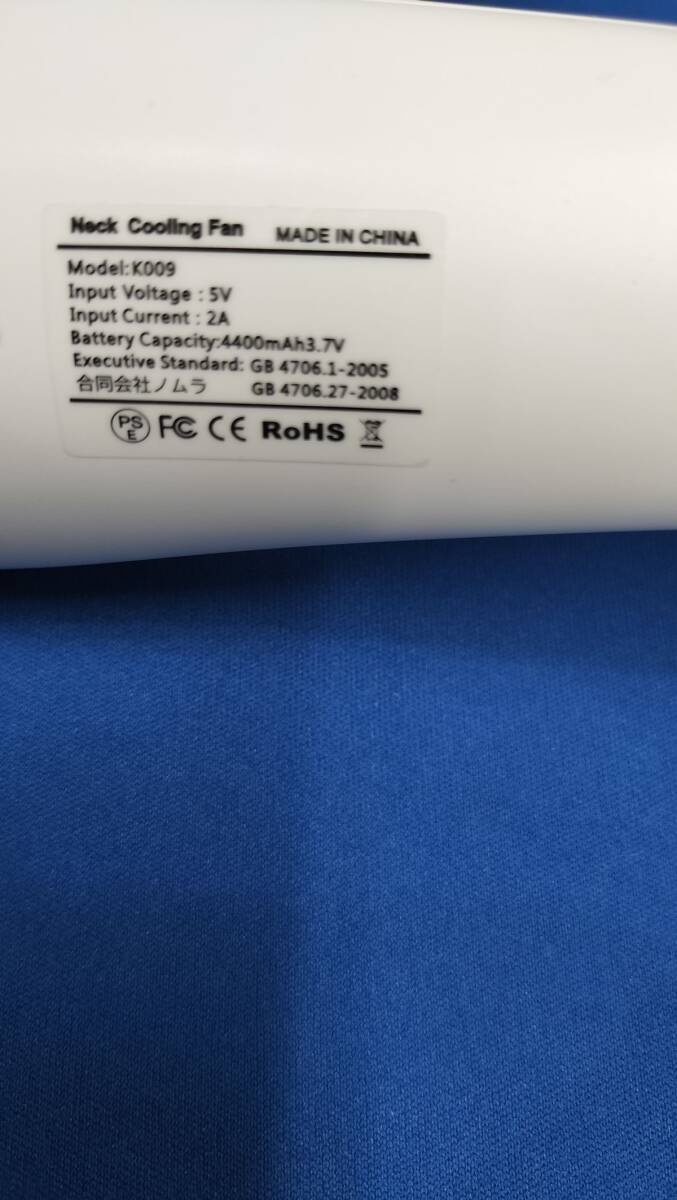 Neck Cooling Fan MADE IN CHINA
Model:K009
Input Voltage : 5V
Input Current : 2A
Battery Capacity:4400mAh3.7V
Executive Standard: GB 4706.1-2005
合同会社ノムラ GB 4706.27-2008
PSE FC CE RoHS